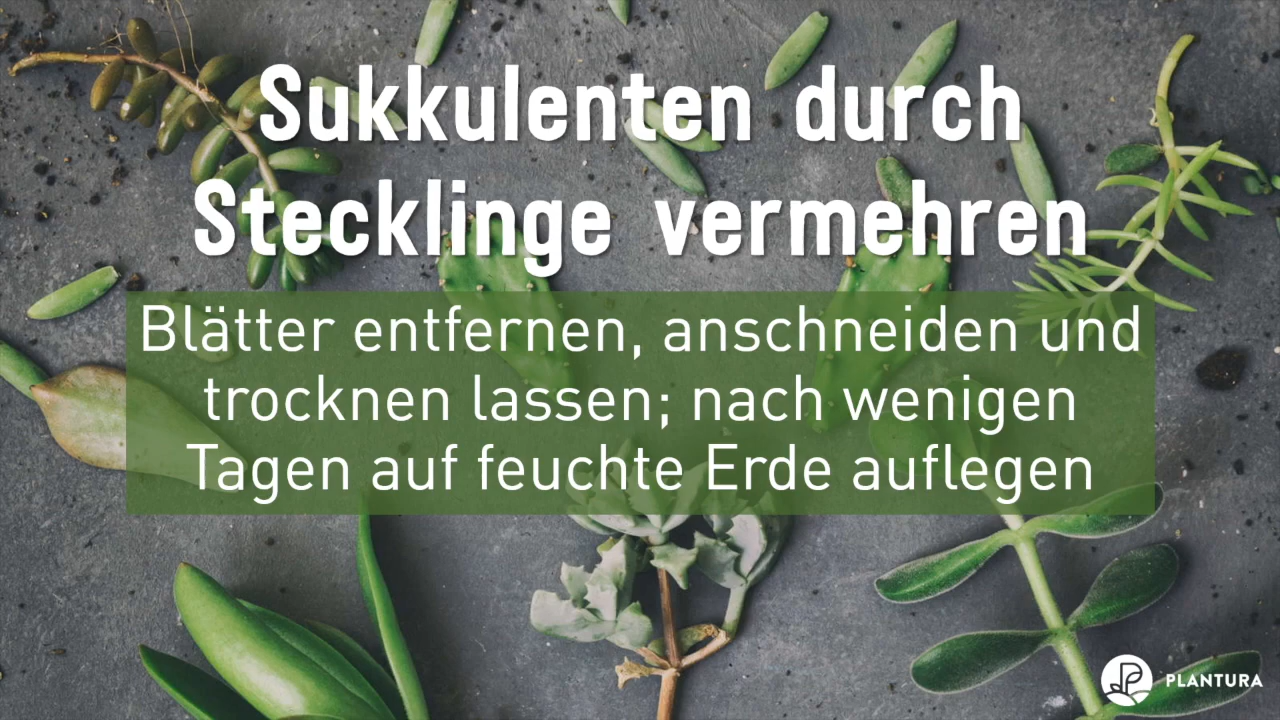 Sukkulenten durch
Stecklinge vermehren
Blätter entfernen, anschneiden und
trocknen lassen; nach wenigen
Tagen auf feuchte Erde auflegen
PLANTURA